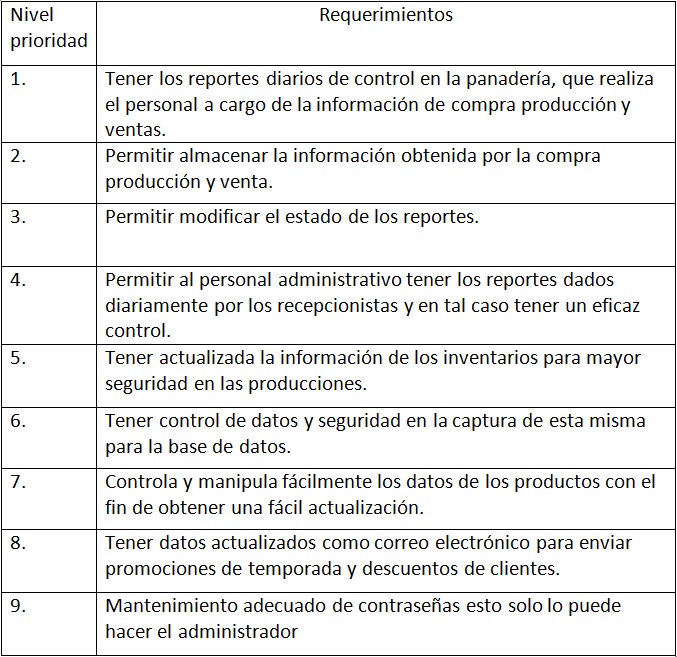 Nivel
prioridad
Requerimientos
1.
Tener los reportes diarios de control en la panadería, que realiza
el personal a cargo de la información de compra producción y
ventas.
2.
Permitir almacenar la información obtenida por la compra
producción y venta.
3.
Permitir modificar el estado de los reportes.
4.
Permitir al personal administrativo tener los reportes dados
diariamente por los recepcionistas y en tal caso tener un eficaz
control.
5.
Tener actualizada la información de los inventarios para mayor
seguridad en las producciones.
6.
Tener control de datos y seguridad en la captura de esta misma
para la base de datos.
7.
Controla y manipula fácilmente los datos de los productos con el
fin de obtener una fácil actualización.
8.
Tener datos actualizados como correo electrónico para enviar
promociones de temporada y descuentos de clientes.
9.
Mantenimiento adecuado de contraseñas esto solo lo puede
hacer el administrador